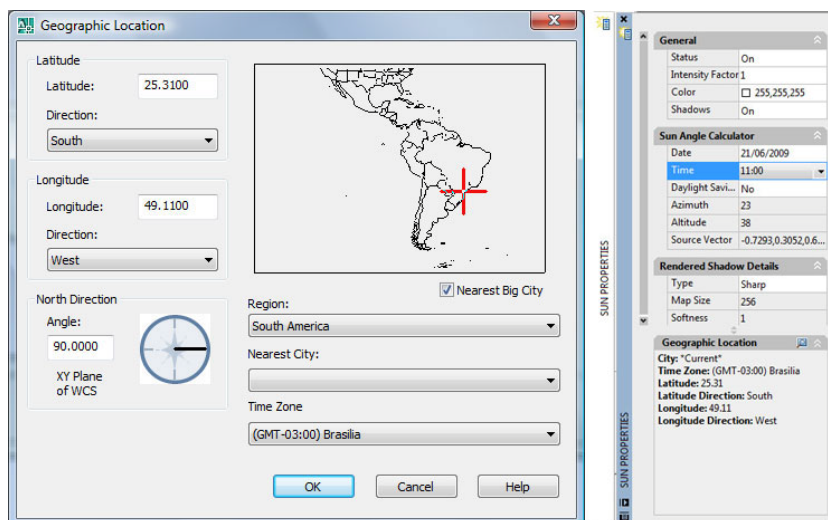 Geographic Location
Latitude
Latitude: 25.3100
Direction:
South
Longitude
Longitude: 49.1100
Direction:
West
North Direction
Angle:
90.0000
XY Plane
of WCS
Nearest Big City
Region:
South America
Nearest City:
Time Zone
(GMT-03:00) Brasilia
OK Cancel Help
SUN PROPERTIES
SUN PROPERTIES
General
Status On
Intensity Factor 1
Color 255,255,255
Shadows On
Sun Angle Calculator
Date 21/06/2009
Time 11:00
Daylight Savi... No
Azimuth 23
Altitude 38
Source Vector -0.7293,0.3052,0.6...
Rendered Shadow Details
Type Sharp
Map Size 256
Softness 1
Geographic Location
City: "Current"
Time Zone: (GMT-03:00) Brasilia
Latitude: 25.31
Latitude Direction: South
Longitude: 49.11
Longitude Direction: West